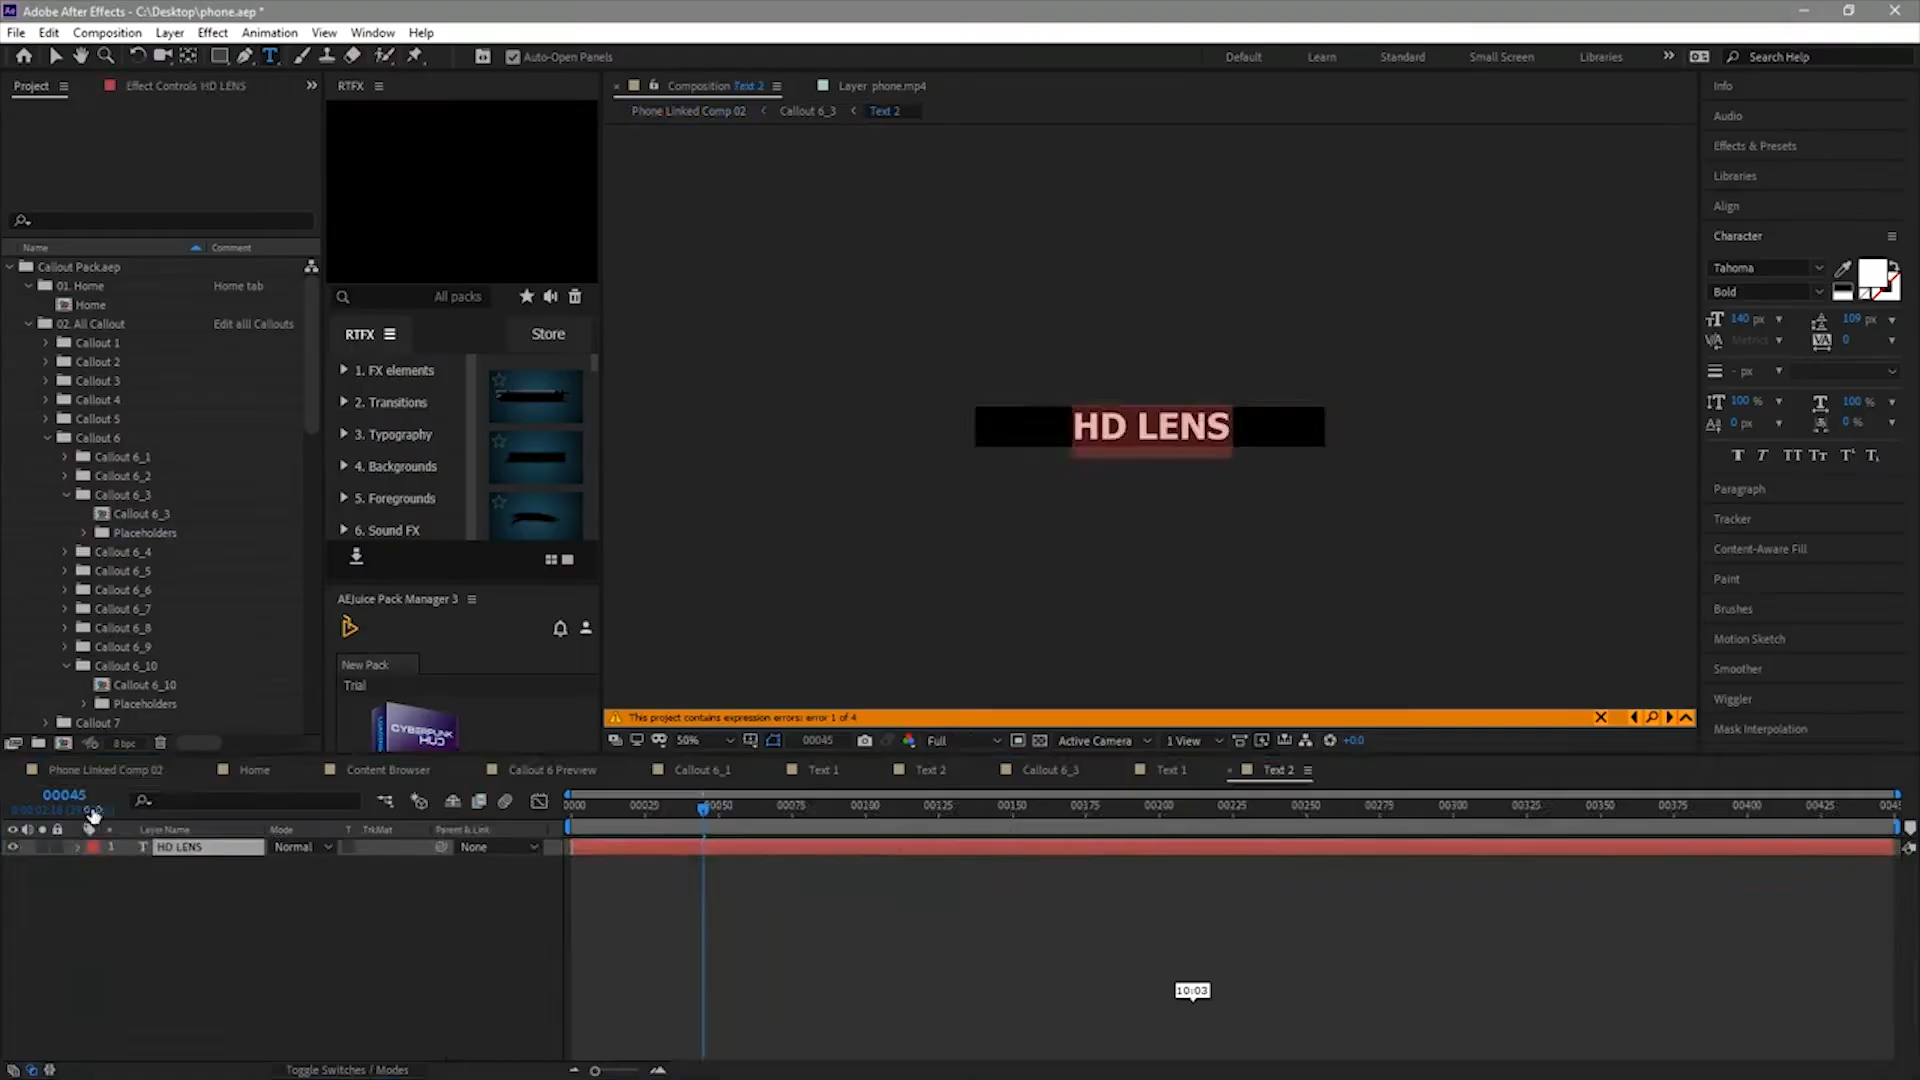 Adobe After Effects - C:\Desktop\phone.aep *
File Edit Composition Layer Effect Animation View Window Help
Auto-Open Panels
Default Learn Standard Small Screen Libraries Search Help
Project Effect Controls HD LENS
Name Comment
Callout Pack.aep
01. Home Home tab
Home
02. All Callout Edit alll Callouts
Callout 1
Callout 2
Callout 3
Callout 4
Callout 5
Callout 6
Callout 6_1
Callout 6_2
Callout 6_3
Callout 6_3
Placeholders
Callout 6_4
Callout 6_5
Callout 6_6
Callout 6_7
Callout 6_8
Callout 6_9
Callout 6_10
Callout 6_10
Placeholders
Callout 7
8 bpc
RTFX
All packs
RTFX Store
1. FX elements
2. Transitions
3. Typography
4. Backgrounds
5. Foregrounds
6. Sound FX
AEJuice Pack Manager 3
New Pack
Trial
CYBERPUNK
HUD
Composition Text 2 Layer phone.mp4
Phone Linked Comp 02 Callout 6_3 Text 2
HD LENS
This project contains expression errors: error 1 of 4
50% 00045 Full Active Camera 1 View +0.0
Info
Audio
Effects & Presets
Libraries
Align
Character
Tahoma
Bold
140 px 109 px
Metrics 0
- px
100 % 100 %
0 px 0 %
Paragraph
Tracker
Content-Aware Fill
Paint
Brushes
Motion Sketch
Smoother
Wiggler
Mask Interpolation
Phone Linked Comp 02 Home Content Browser Callout 6 Preview Callout 6_1 Text 1 Text 2 Callout 6_3 Text 1 Text 2
00045
0000 00025 00050 00075 00100 00125 00150 00175 00200 00225 00250 00275 00300 00325 00350 00375 00400 00425
Layer Name Mode T TrkMat Parent & Link
1 T HD LENS Normal None
10:03
Toggle Switches / Modes